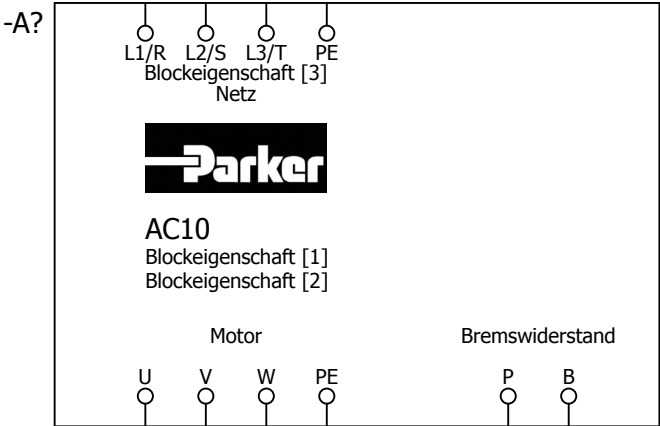 -A?
L1/R L2/S L3/T PE
Blockeigenschaft [3]
Netz
Parker
AC10
Blockeigenschaft [1]
Blockeigenschaft [2]
Motor Bremswiderstand
U V W PE P B